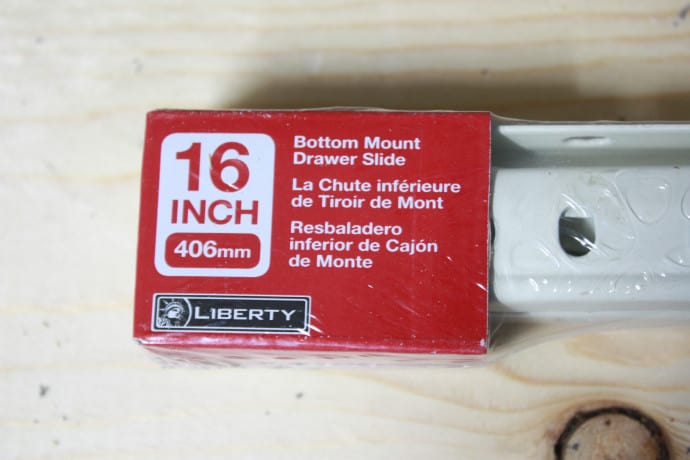 16
INCH
406mm
Bottom Mount
Drawer Slide
La Chute inférieure
de Tiroir de Mont
Resbaladero
inferior de Cajón
de Monte
LIBERTY